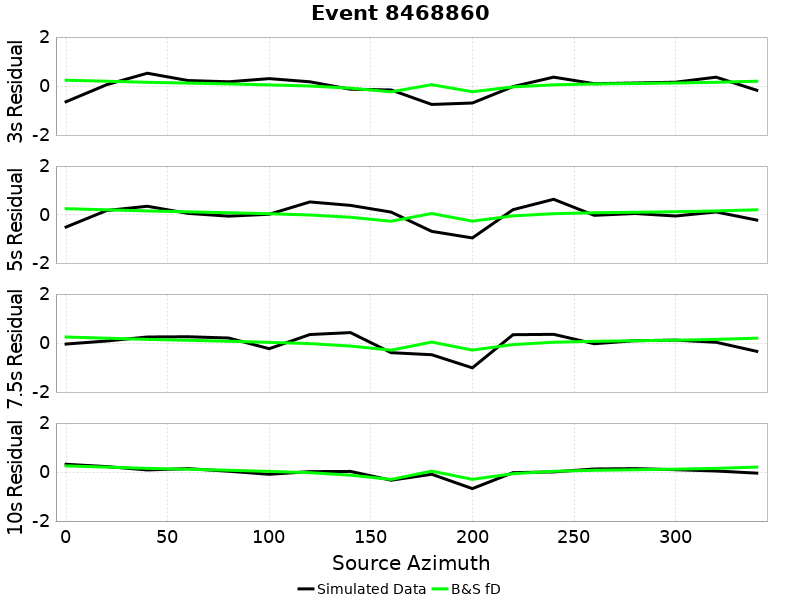 Event 8468860
3s Residual
2
0
-2
5s Residual
2
0
-2
7.5s Residual
2
0
-2
10s Residual
2
0
-2
0 50 100 150 200 250 300
Source Azimuth
Simulated Data B&S fD